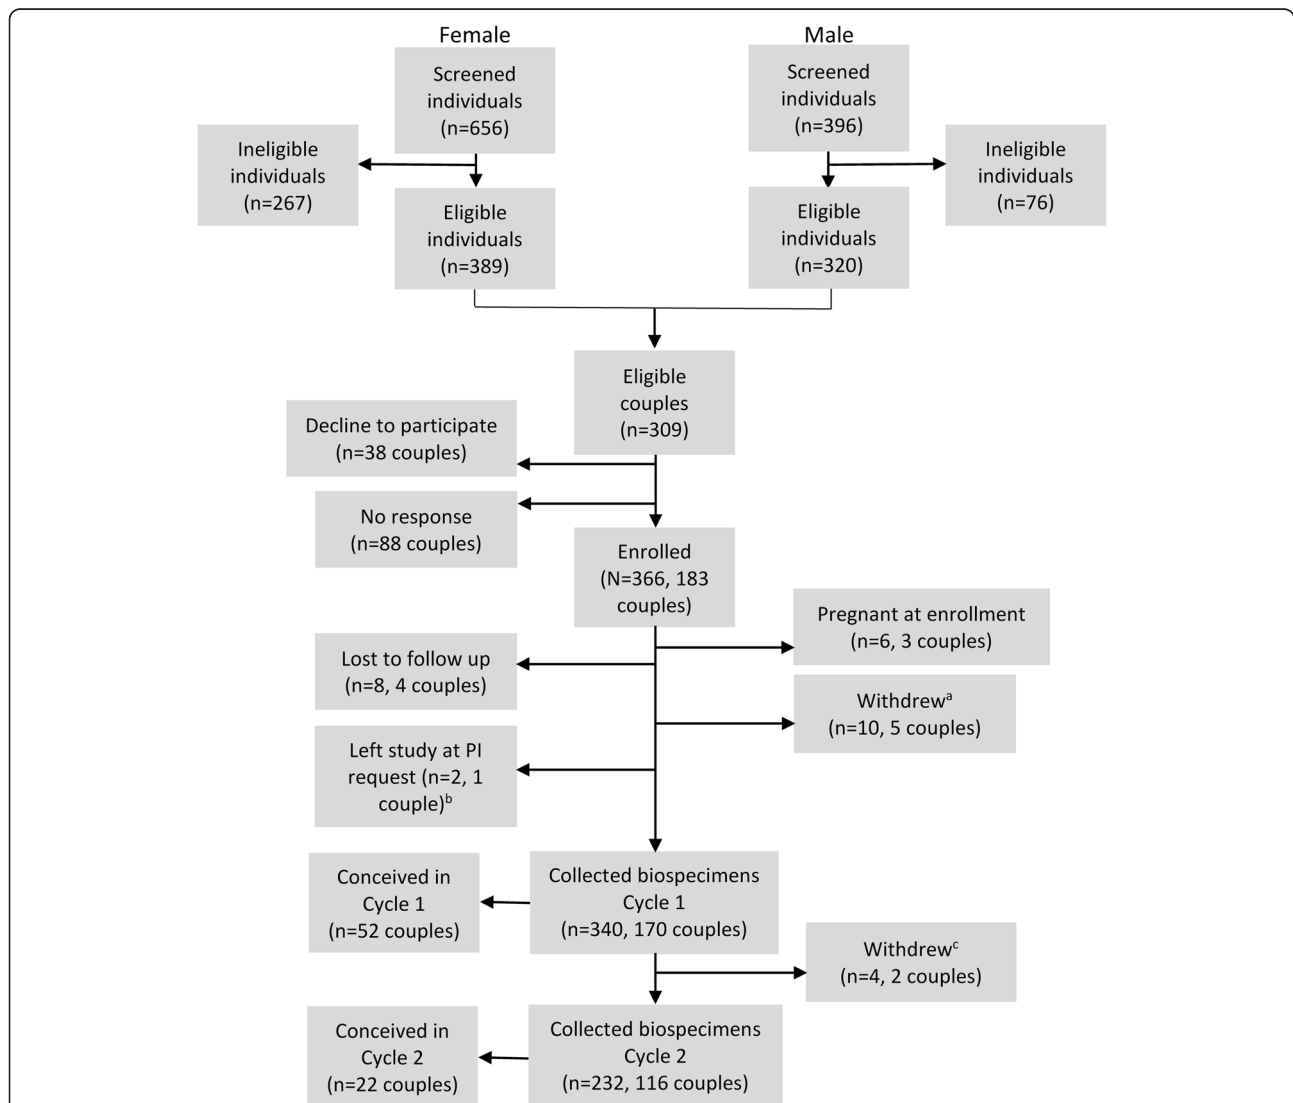 Female
Male
Screened
individuals
(n=656)
Screened
individuals
(n=396)
Ineligible
individuals
(n=267)
Ineligible
individuals
(n=76)
Eligible
individuals
(n=389)
Eligible
individuals
(n=320)
Eligible
couples
(n=309)
Decline to participate
(n=38 couples)
No response
(n=88 couples)
Enrolled
(N=366, 183
couples)
Pregnant at enrollment
(n=6, 3 couples)
Lost to follow up
(n=8, 4 couples)
Withdrewᵃ
(n=10, 5 couples)
Left study at PI
request (n=2, 1
couple)ᵇ
Conceived in
Cycle 1
(n=52 couples)
Collected biospecimens
Cycle 1
(n=340, 170 couples)
Withdrewᶜ
(n=4, 2 couples)
Conceived in
Cycle 2
(n=22 couples)
Collected biospecimens
Cycle 2
(n=232, 116 couples)